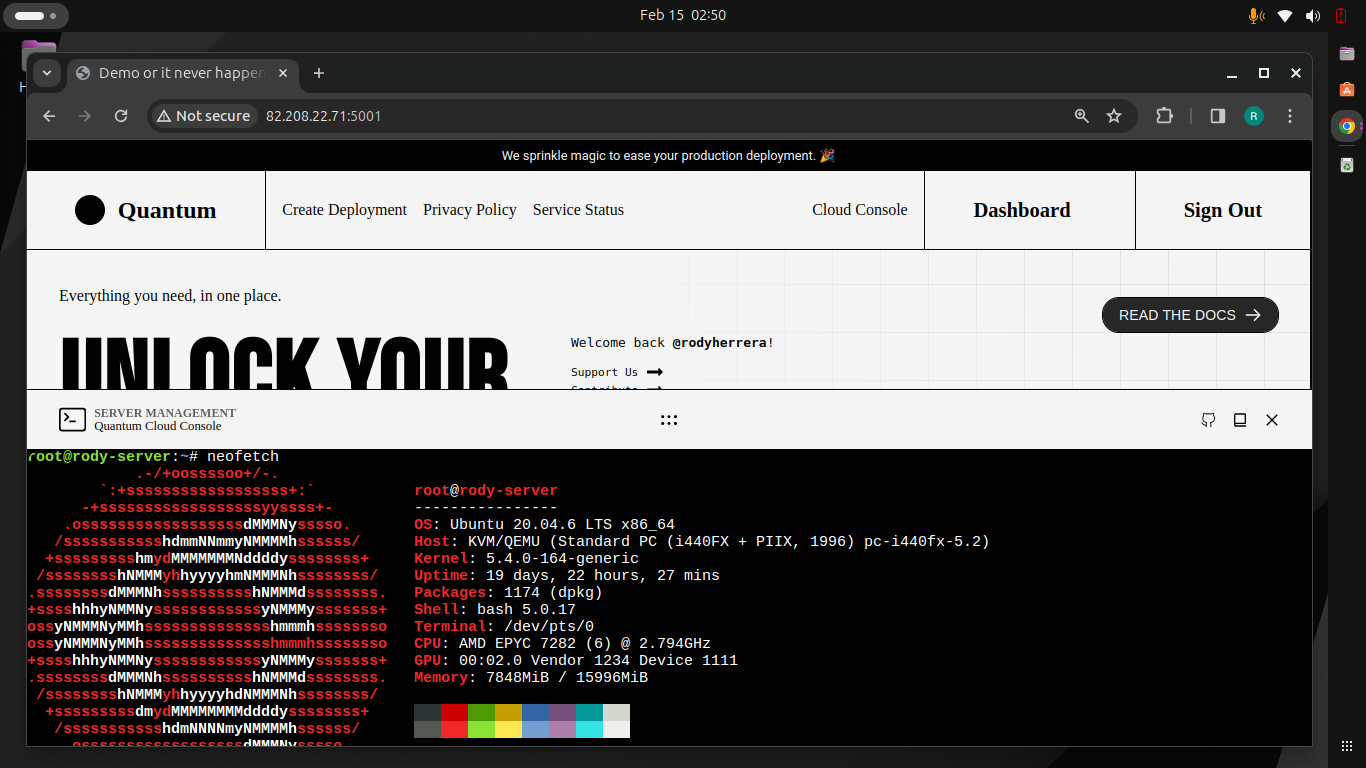 Feb 15 02:50
Demo or it never happen
Not secure
82.208.22.71:5001
R
We sprinkle magic to ease your production deployment. 🎉
Quantum
Create Deployment
Privacy Policy
Service Status
Cloud Console
Dashboard
Sign Out
Everything you need, in one place.
READ THE DOCS
UNLOCK YOUR
Welcome back @rodyherrera!
Support Us
Contribute
SERVER MANAGEMENT
Quantum Cloud Console
root@rody-server:~# neofetch
.-/+oossssoo+/-.
`:+ssssssssssssssssss+:`
-+ssssssssssssssssssyyssss+-
.ossssssssssssssssssdMMMNysssso.
/ssssssssssshdmmNNmmyNMMMMhssssss/
+ssssssssshmydMMMMMMMNddddyssssssss+
/sssssssshNMMMyhhyyyyhmNMMMNhssssssss/
.ssssssssdMMMNhsssssssssshNMMMdssssssss.
+sssshhhyNMMNyssssssssssssyNMMMysssssss+
ossyNMMMNyMMhsssssssssssssshmmmhssssssso
ossyNMMMNyMMhsssssssssssssshmmmhssssssso
+sssshhhyNMMNyssssssssssssyNMMMysssssss+
.ssssssssdMMMNhsssssssssshNMMMdssssssss.
/sssssssshNMMMyhhyyyyhdNMMMNhssssssss/
+sssssssssdmydMMMMMMMMddddyssssssss+
/ssssssssssshdmNNNNmyNMMMMhssssss/
.ossssssssssssssssssdMMMNysssso.
root@rody-server
----------------
OS: Ubuntu 20.04.6 LTS x86_64
Host: KVM/QEMU (Standard PC (i440FX + PIIX, 1996) pc-i440fx-5.2)
Kernel: 5.4.0-164-generic
Uptime: 19 days, 22 hours, 27 mins
Packages: 1174 (dpkg)
Shell: bash 5.0.17
Terminal: /dev/pts/0
CPU: AMD EPYC 7282 (6) @ 2.794GHz
GPU: 00:02.0 Vendor 1234 Device 1111
Memory: 7848MiB / 15996MiB